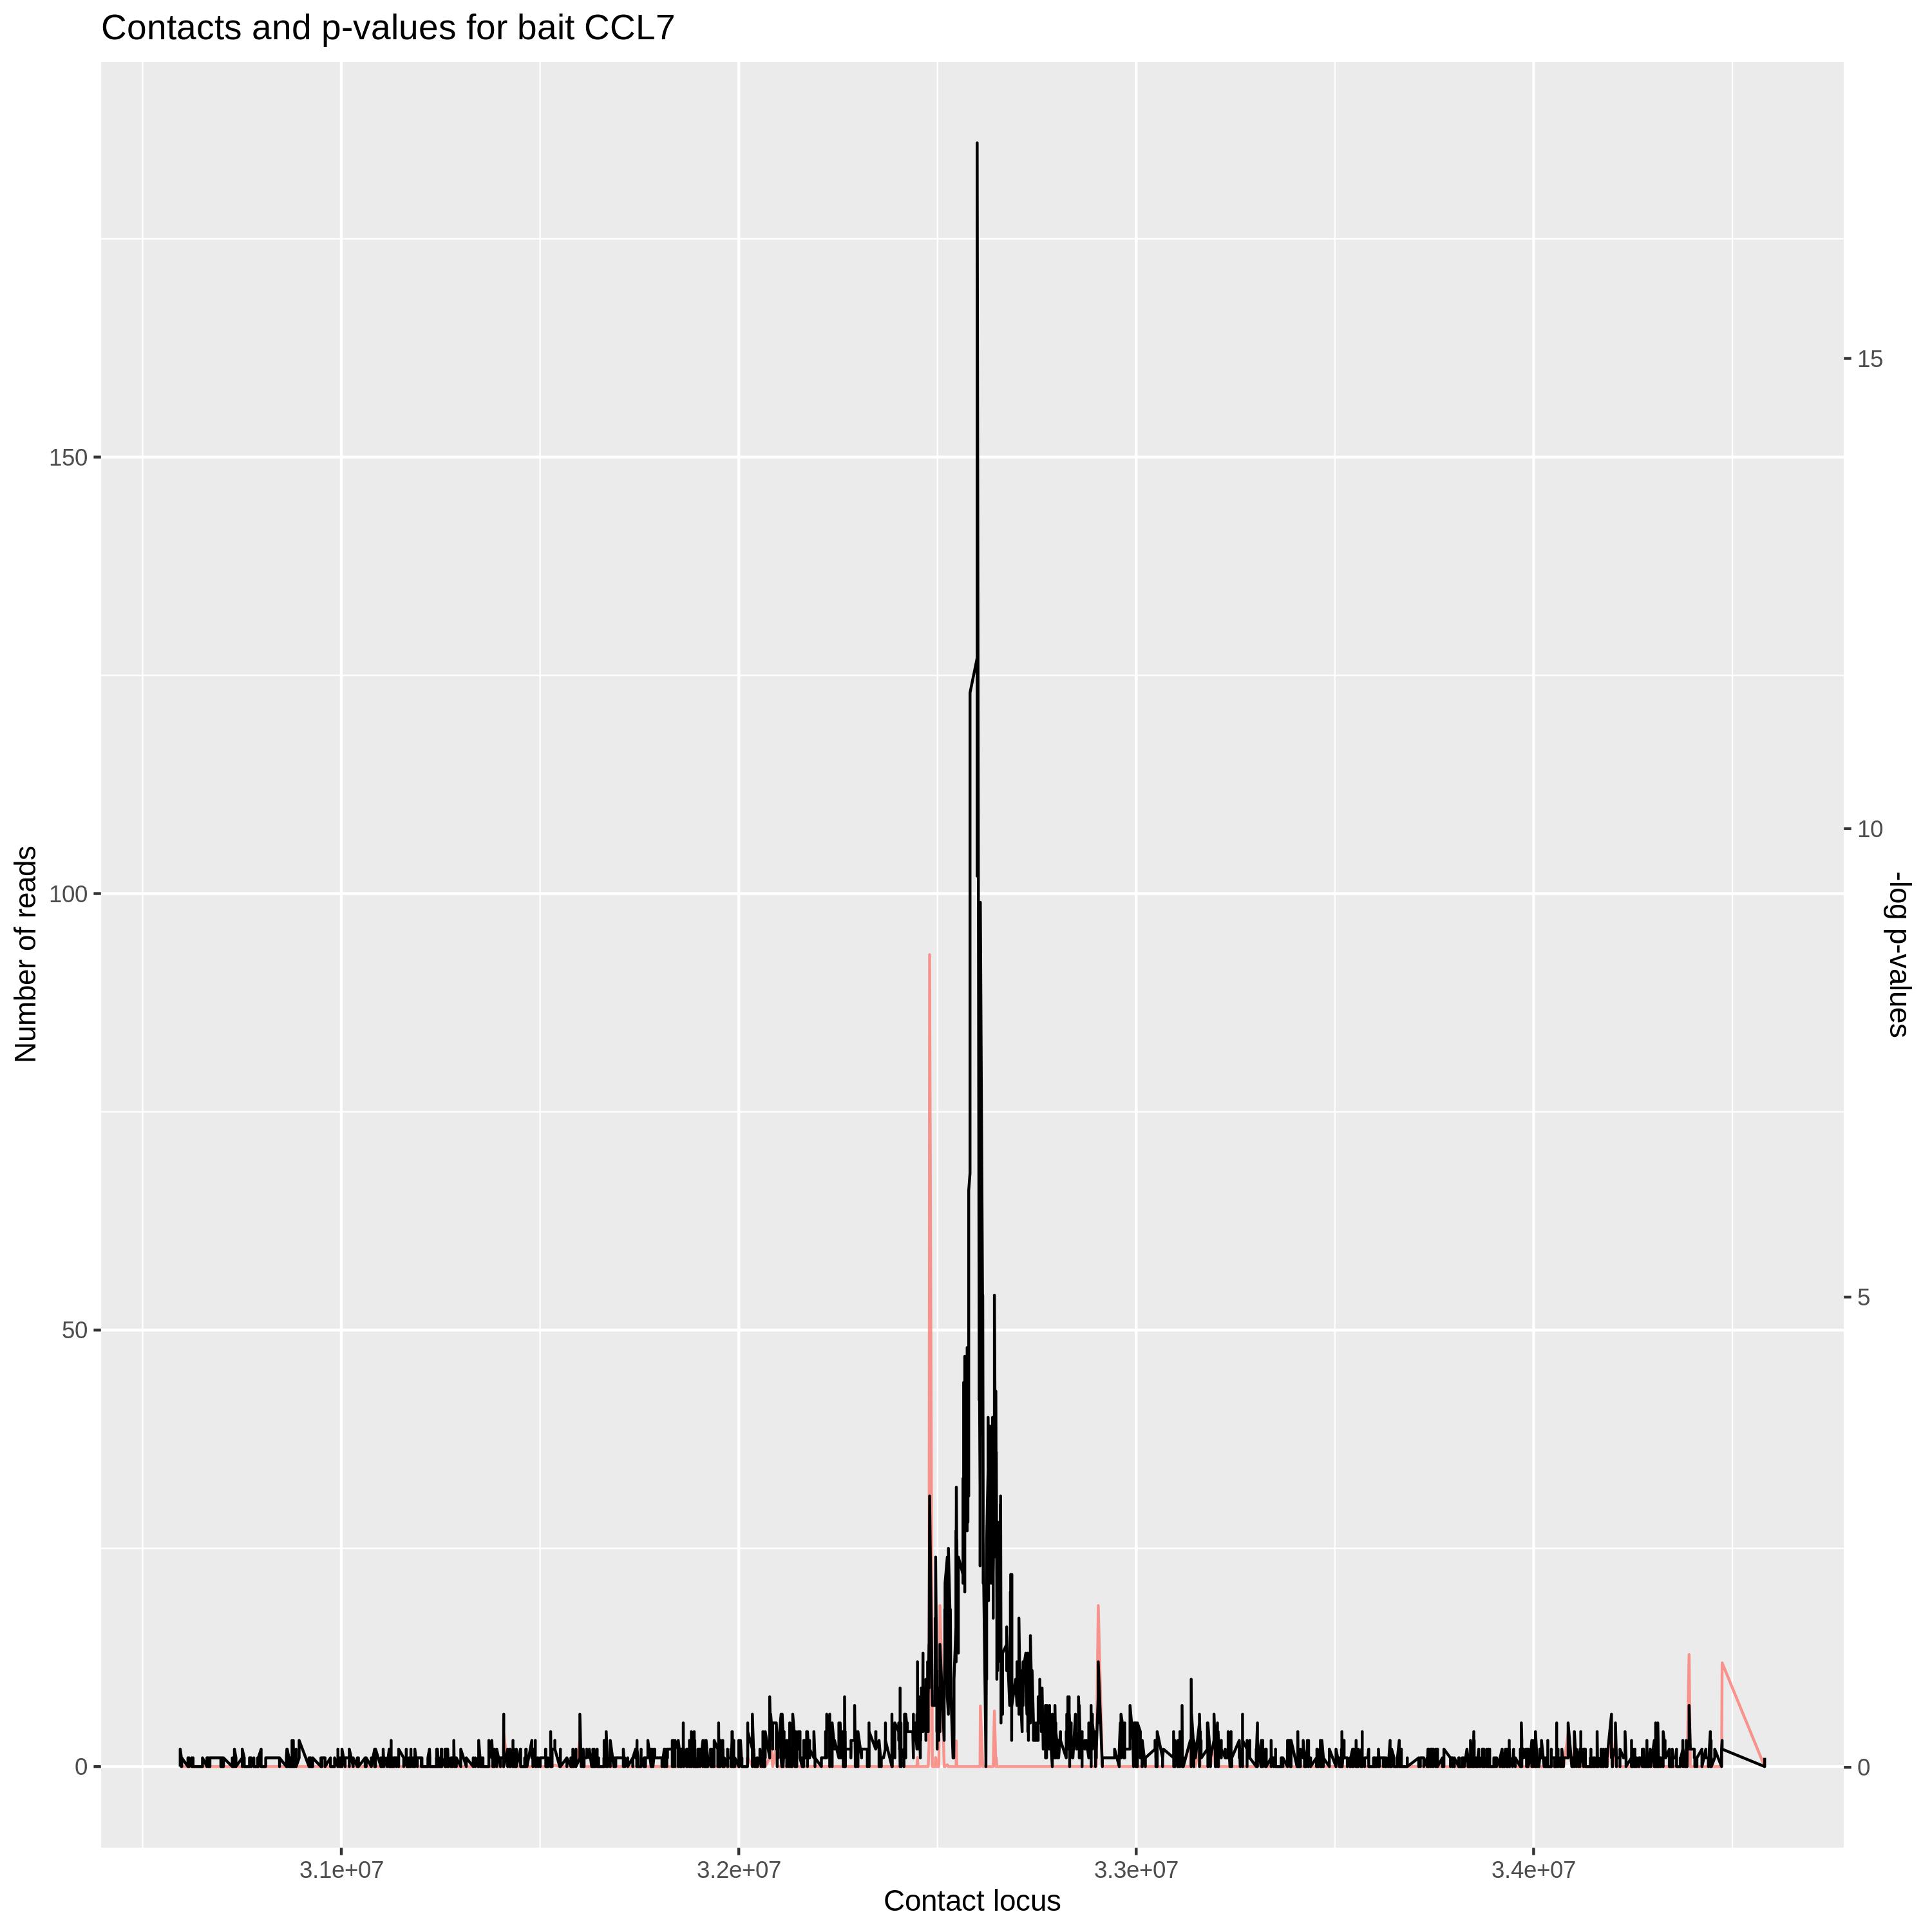 Contacts and p-values for bait CCL7
Number of reads
150
100
50
0
15
10
5
0
-log p-values
3.1e+07
3.2e+07
3.3e+07
3.4e+07
Contact locus